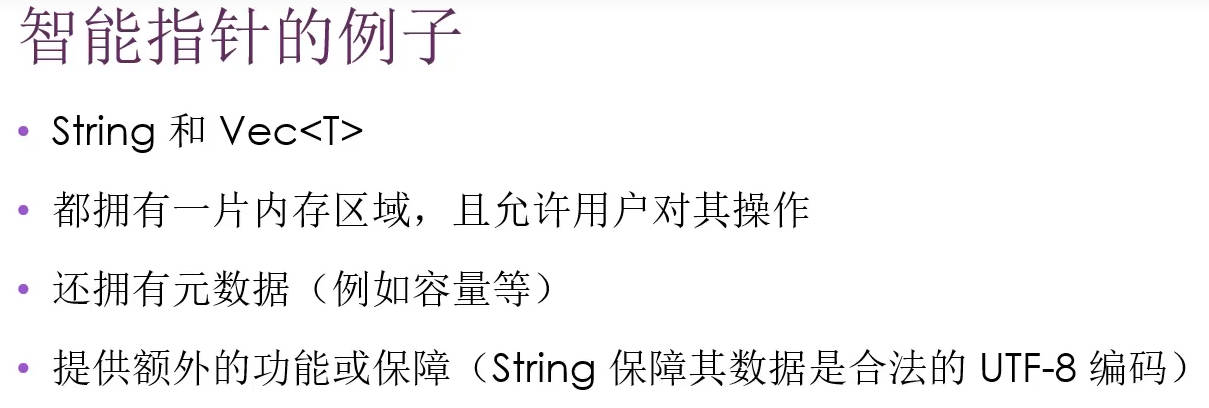 智能指针的例子
• String 和 Vec<T>
• 都拥有一片内存区域，且允许用户对其操作
• 还拥有元数据（例如容量等）
• 提供额外的功能或保障（String 保障其数据是合法的 UTF-8 编码）